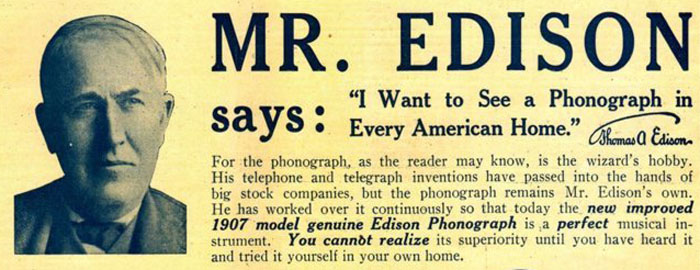 MR. EDISON
says: "I Want to See a Phonograph in
Every American Home." Thomas A Edison
For the phonograph, as the reader may know, is the wizard's hobby.
His telephone and telegraph inventions have passed into the hands of
big stock companies, but the phonograph remains Mr. Edison's own.
He has worked over it continuously so that today the new improved
1907 model genuine Edison Phonograph is a perfect musical in-
strument. You cannot realize its superiority until you have heard it
and tried it yourself in your own home.